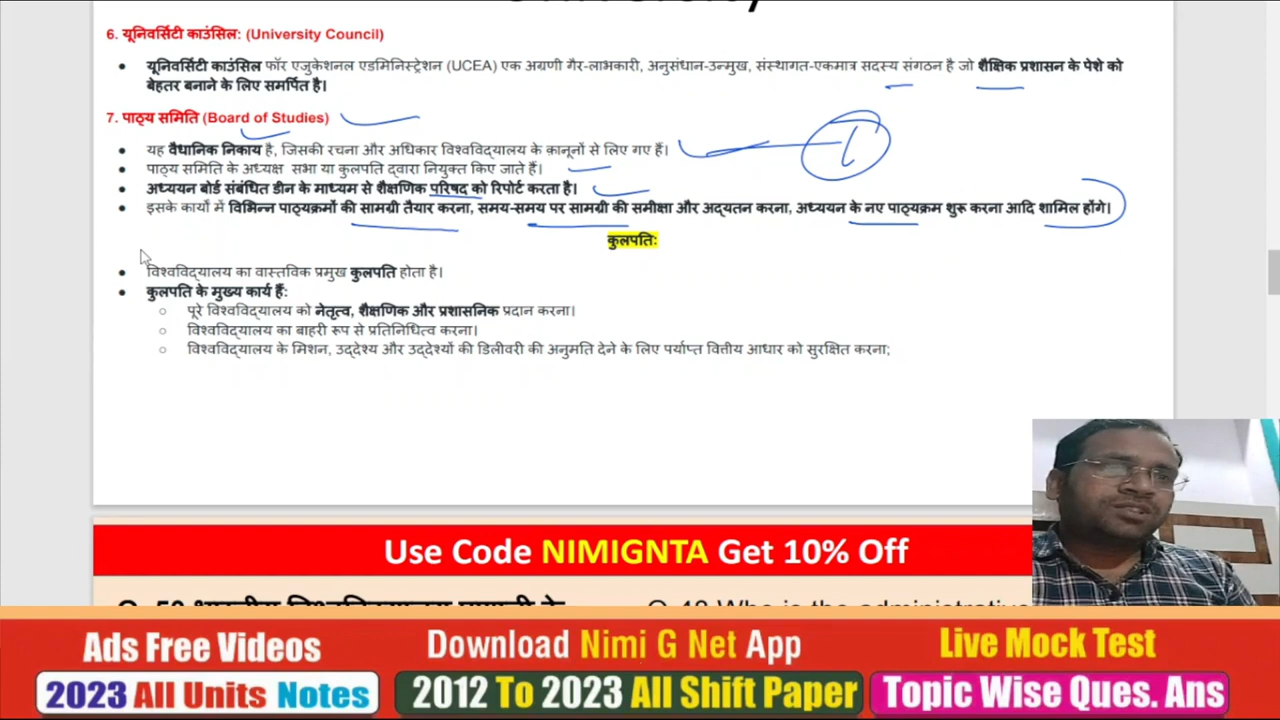 6. यूनिवर्सिटी काउंसिल: (University Council)
यूनिवर्सिटी काउंसिल फॉर एजुकेशनल एडमिनिस्ट्रेशन (UCEA) एक अग्रणी गैर-लाभकारी, अनुसंधान-उन्मुख, संस्थागत-एकमात्र सदस्य संगठन है जो शैक्षिक प्रशासन के पेशे को
बेहतर बनाने के लिए समर्पित है।
7. पाठ्य समिति (Board of Studies)
यह वैधानिक निकाय है, जिसकी रचना और अधिकार विश्वविद्यालय के क़ानूनों से लिए गए हैं।
पाठ्य समिति के अध्यक्ष सभा या कुलपति द्वारा नियुक्त किए जाते हैं।
अध्ययन बोर्ड संबंधित डीन के माध्यम से शैक्षणिक परिषद को रिपोर्ट करता है।
इसके कार्यों में विभिन्न पाठ्यक्रमों की सामग्री तैयार करना, समय-समय पर सामग्री की समीक्षा और अद्यतन करना, अध्ययन के नए पाठ्यक्रम शुरू करना आदि शामिल होंगे।
कुलपति:
विश्वविद्यालय का वास्तविक प्रमुख कुलपति होता है।
कुलपति के मुख्य कार्य हैं:
पूरे विश्वविद्यालय को नेतृत्व, शैक्षणिक और प्रशासनिक प्रदान करना।
विश्वविद्यालय का बाहरी रूप से प्रतिनिधित्व करना।
विश्वविद्यालय के मिशन, उद्देश्य और उद्देश्यों की डिलीवरी की अनुमति देने के लिए पर्याप्त वित्तीय आधार को सुरक्षित करना;
Use Code NIMIGNTA Get 10% Off
Q. 48 Who is the administrative
Ads Free Videos
Download Nimi G Net App
Live Mock Test
2023 All Units Notes
2012 To 2023 All Shift Paper
Topic Wise Ques. Ans